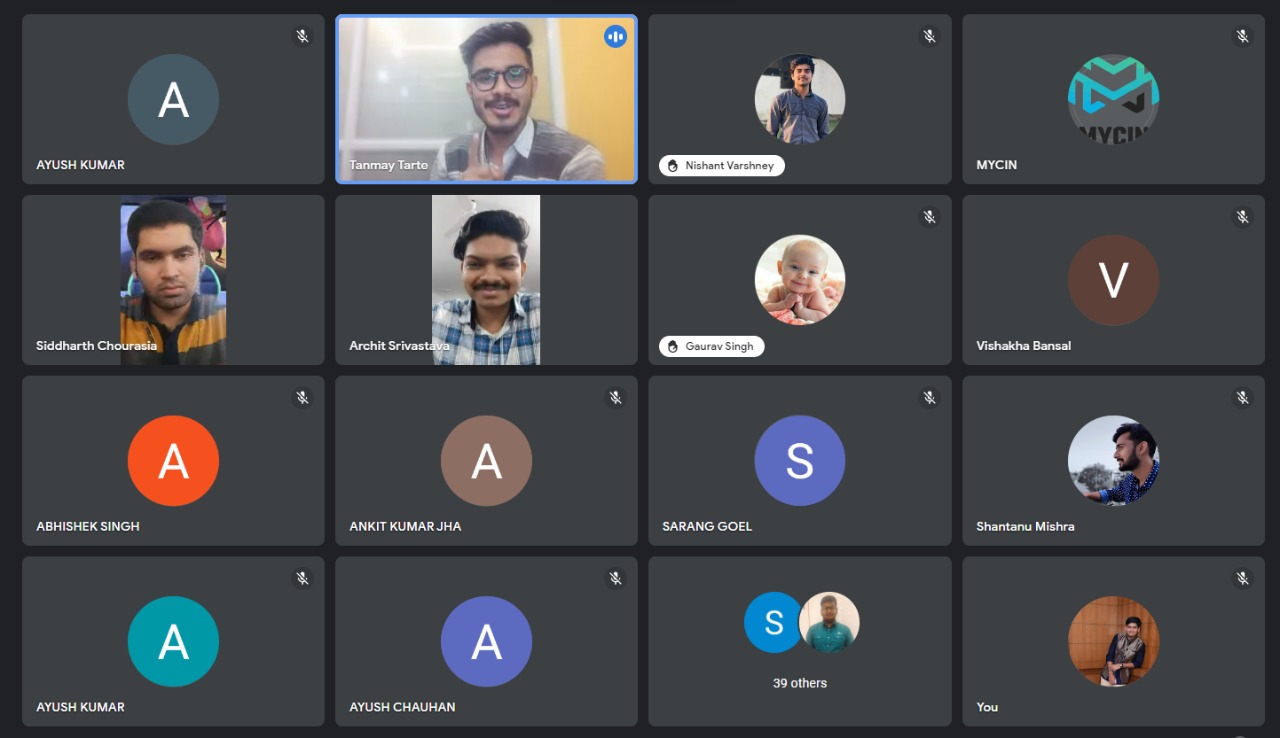 A
AYUSH KUMAR
Tanmay Tarte
Nishant Varshney
MYCIN
MYCIN
Siddharth Chourasia
Archit Srivastava
Gaurav Singh
V
Vishakha Bansal
A
ABHISHEK SINGH
A
ANKIT KUMAR JHA
S
SARANG GOEL
Shantanu Mishra
A
AYUSH KUMAR
A
AYUSH CHAUHAN
S
39 others
You